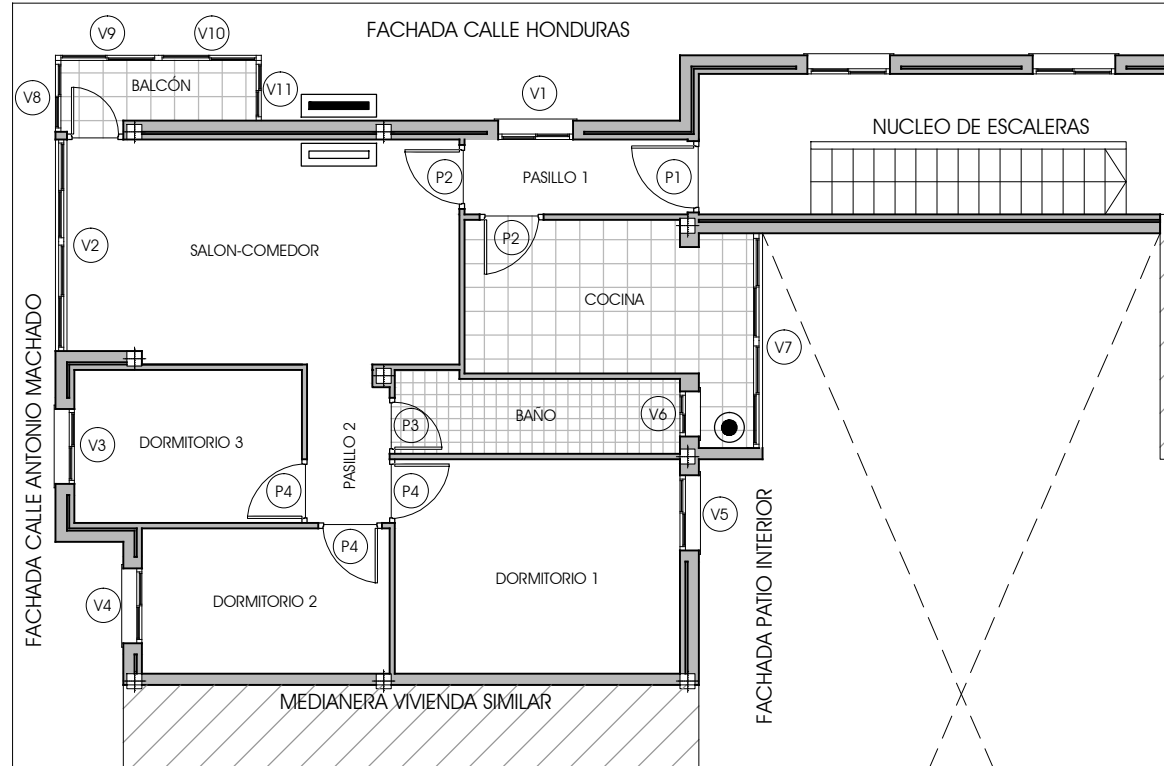 FACHADA CALLE HONDURAS
V9
V10
V8
BALCÓN
V11
V1
NUCLEO DE ESCALERAS
P2
PASILLO 1
P1
V2
SALON-COMEDOR
P2
COCINA
V7
FACHADA CALLE ANTONIO MACHADO
V3
DORMITORIO 3
PASILLO 2
P3
BAÑO
V6
P4
P4
V5
P4
V4
DORMITORIO 2
DORMITORIO 1
FACHADA PATIO INTERIOR
MEDIANERA VIVIENDA SIMILAR